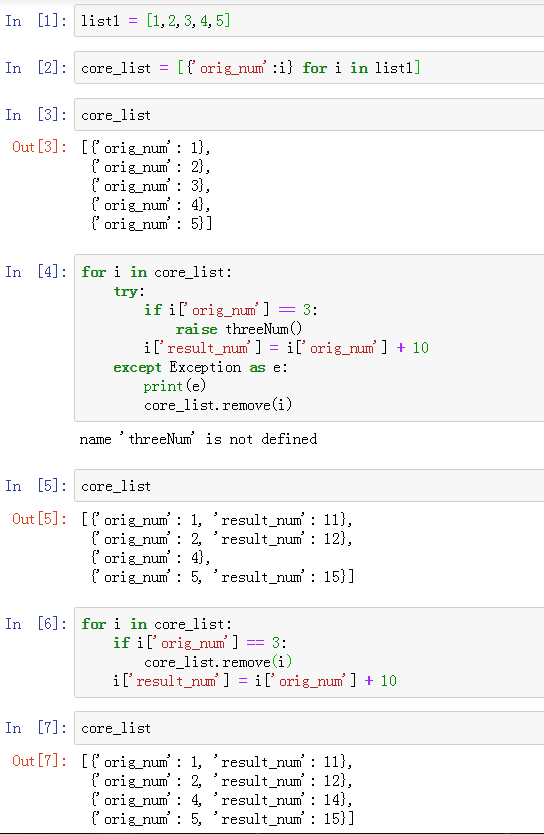 In [1]: list1 = [1,2,3,4,5]
In [2]: core_list = [{'orig_num':i} for i in list1]
In [3]: core_list
Out[3]: [{'orig_num': 1},
{'orig_num': 2},
{'orig_num': 3},
{'orig_num': 4},
{'orig_num': 5}]
In [4]: for i in core_list:
try:
if i['orig_num'] == 3:
raise threeNum()
i['result_num'] = i['orig_num'] + 10
except Exception as e:
print(e)
core_list.remove(i)
name 'threeNum' is not defined
In [5]: core_list
Out[5]: [{'orig_num': 1, 'result_num': 11},
{'orig_num': 2, 'result_num': 12},
{'orig_num': 4},
{'orig_num': 5, 'result_num': 15}]
In [6]: for i in core_list:
if i['orig_num'] == 3:
core_list.remove(i)
i['result_num'] = i['orig_num'] + 10
In [7]: core_list
Out[7]: [{'orig_num': 1, 'result_num': 11},
{'orig_num': 2, 'result_num': 12},
{'orig_num': 4, 'result_num': 14},
{'orig_num': 5, 'result_num': 15}]